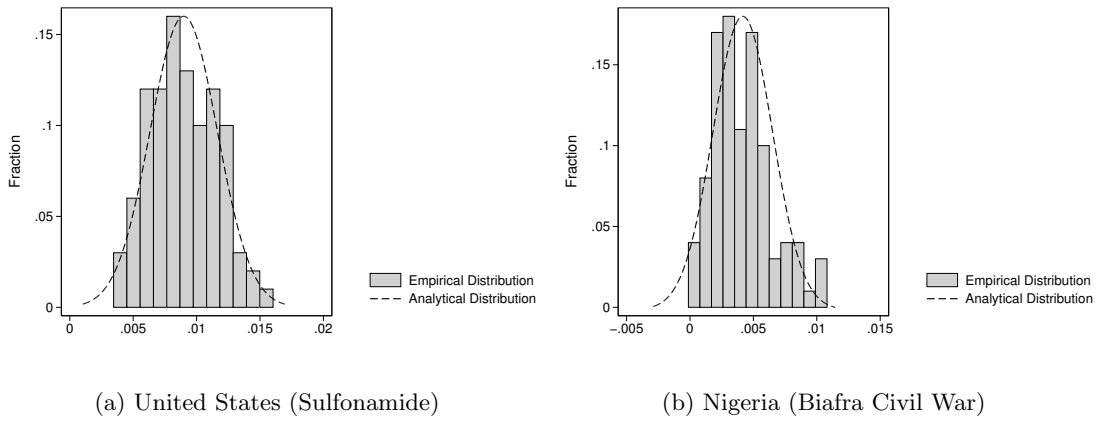 .15
.1
.05
0
Fraction
0 .005 .01 .015 .02
Empirical Distribution
Analytical Distribution
(a) United States (Sulfonamide)
.15
.1
.05
0
Fraction
−.005 0 .005 .01 .015
Empirical Distribution
Analytical Distribution
(b) Nigeria (Biafra Civil War)